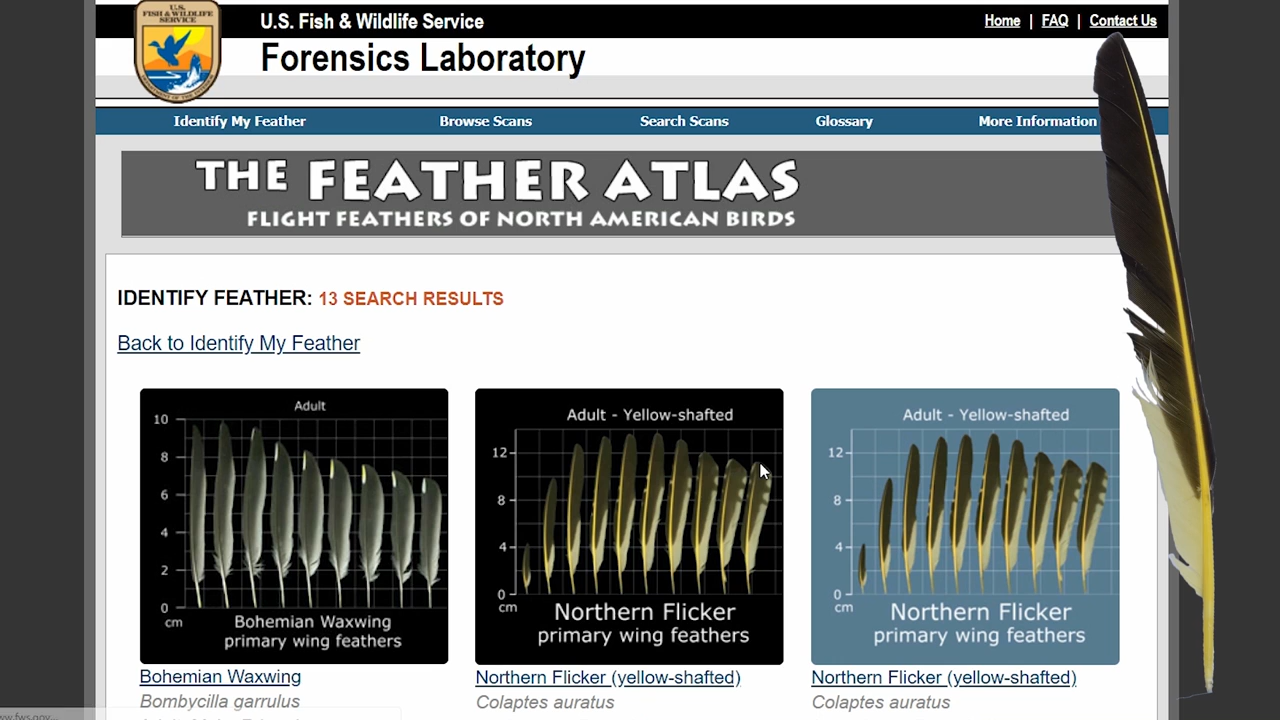 U.S.
FISH & WILDLIFE
SERVICE
U.S. Fish & Wildlife Service
Home | FAQ | Contact Us
Forensics Laboratory
Identify My Feather Browse Scans Search Scans Glossary More Information
THE FEATHER ATLAS
FLIGHT FEATHERS OF NORTH AMERICAN BIRDS
IDENTIFY FEATHER: 13 SEARCH RESULTS
Back to Identify My Feather
Adult
10
8
6
4
2
0
cm
Bohemian Waxwing
primary wing feathers
Bohemian Waxwing
Bombycilla garrulus
Adult - Yellow-shafted
12
8
4
0
cm
Northern Flicker
primary wing feathers
Northern Flicker (yellow-shafted)
Colaptes auratus
Adult - Yellow-shafted
12
8
4
0
cm
Northern Flicker
primary wing feathers
Northern Flicker (yellow-shafted)
Colaptes auratus